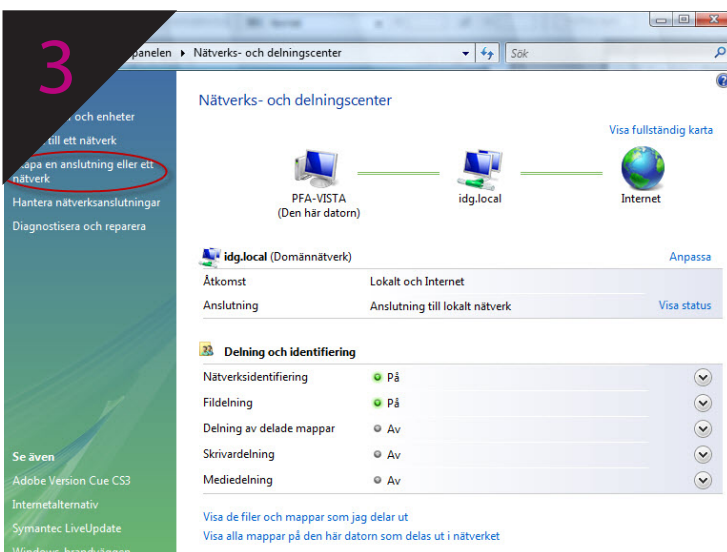 3
panelen ▸ Nätverks- och delningscenter
Sök
och enheter
till ett nätverk
Skapa en anslutning eller ett
nätverk
Hantera nätverksanslutningar
Diagnostisera och reparera
Se även
Adobe Version Cue CS3
Internetalternativ
Symantec LiveUpdate
Windows-brandväggen
Nätverks- och delningscenter
Visa fullständig karta
PFA-VISTA
(Den här datorn)
idg.local
Internet
idg.local (Domännätverk)
Anpassa
Åtkomst
Lokalt och Internet
Anslutning
Anslutning till lokalt nätverk
Visa status
Delning och identifiering
Nätverksidentifiering
På
Fildelning
På
Delning av delade mappar
Av
Skrivardelning
Av
Mediedelning
Av
Visa de filer och mappar som jag delar ut
Visa alla mappar på den här datorn som delas ut i nätverket